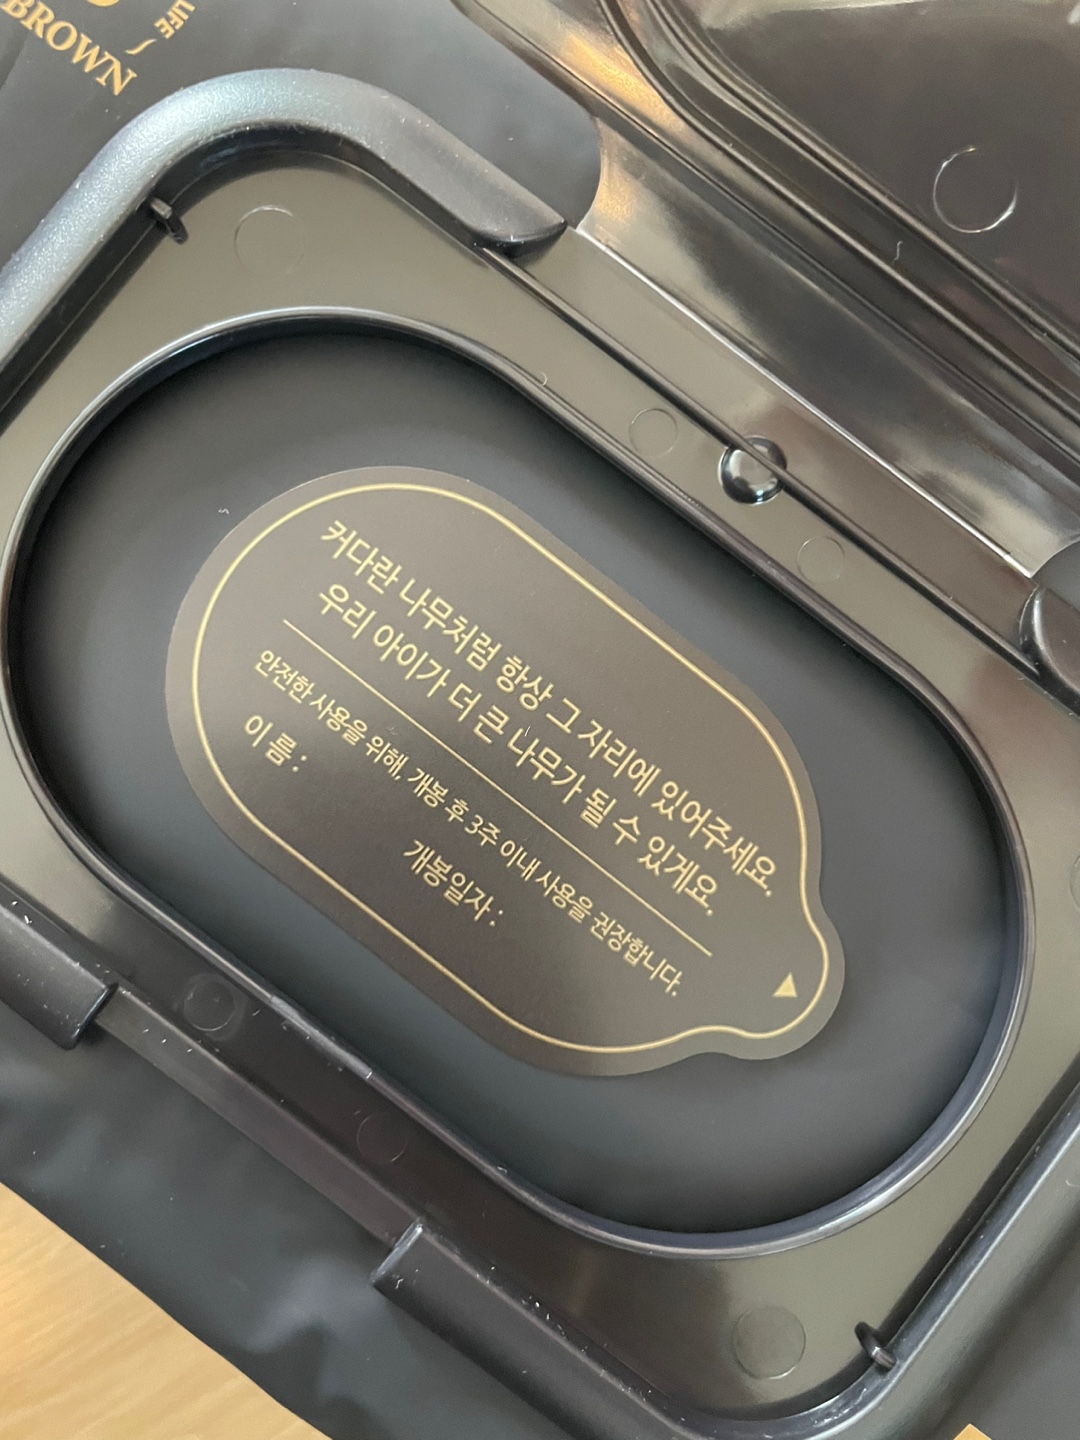 LIFE
BROWN
커다란 나무처럼 항상 그 자리에 있어주세요.
우리 아이가 더 큰 나무가 될 수 있게요.
안전한 사용을 위해, 개봉 후 3주 이내 사용을 권장합니다.
이 름 :
개봉일자 :